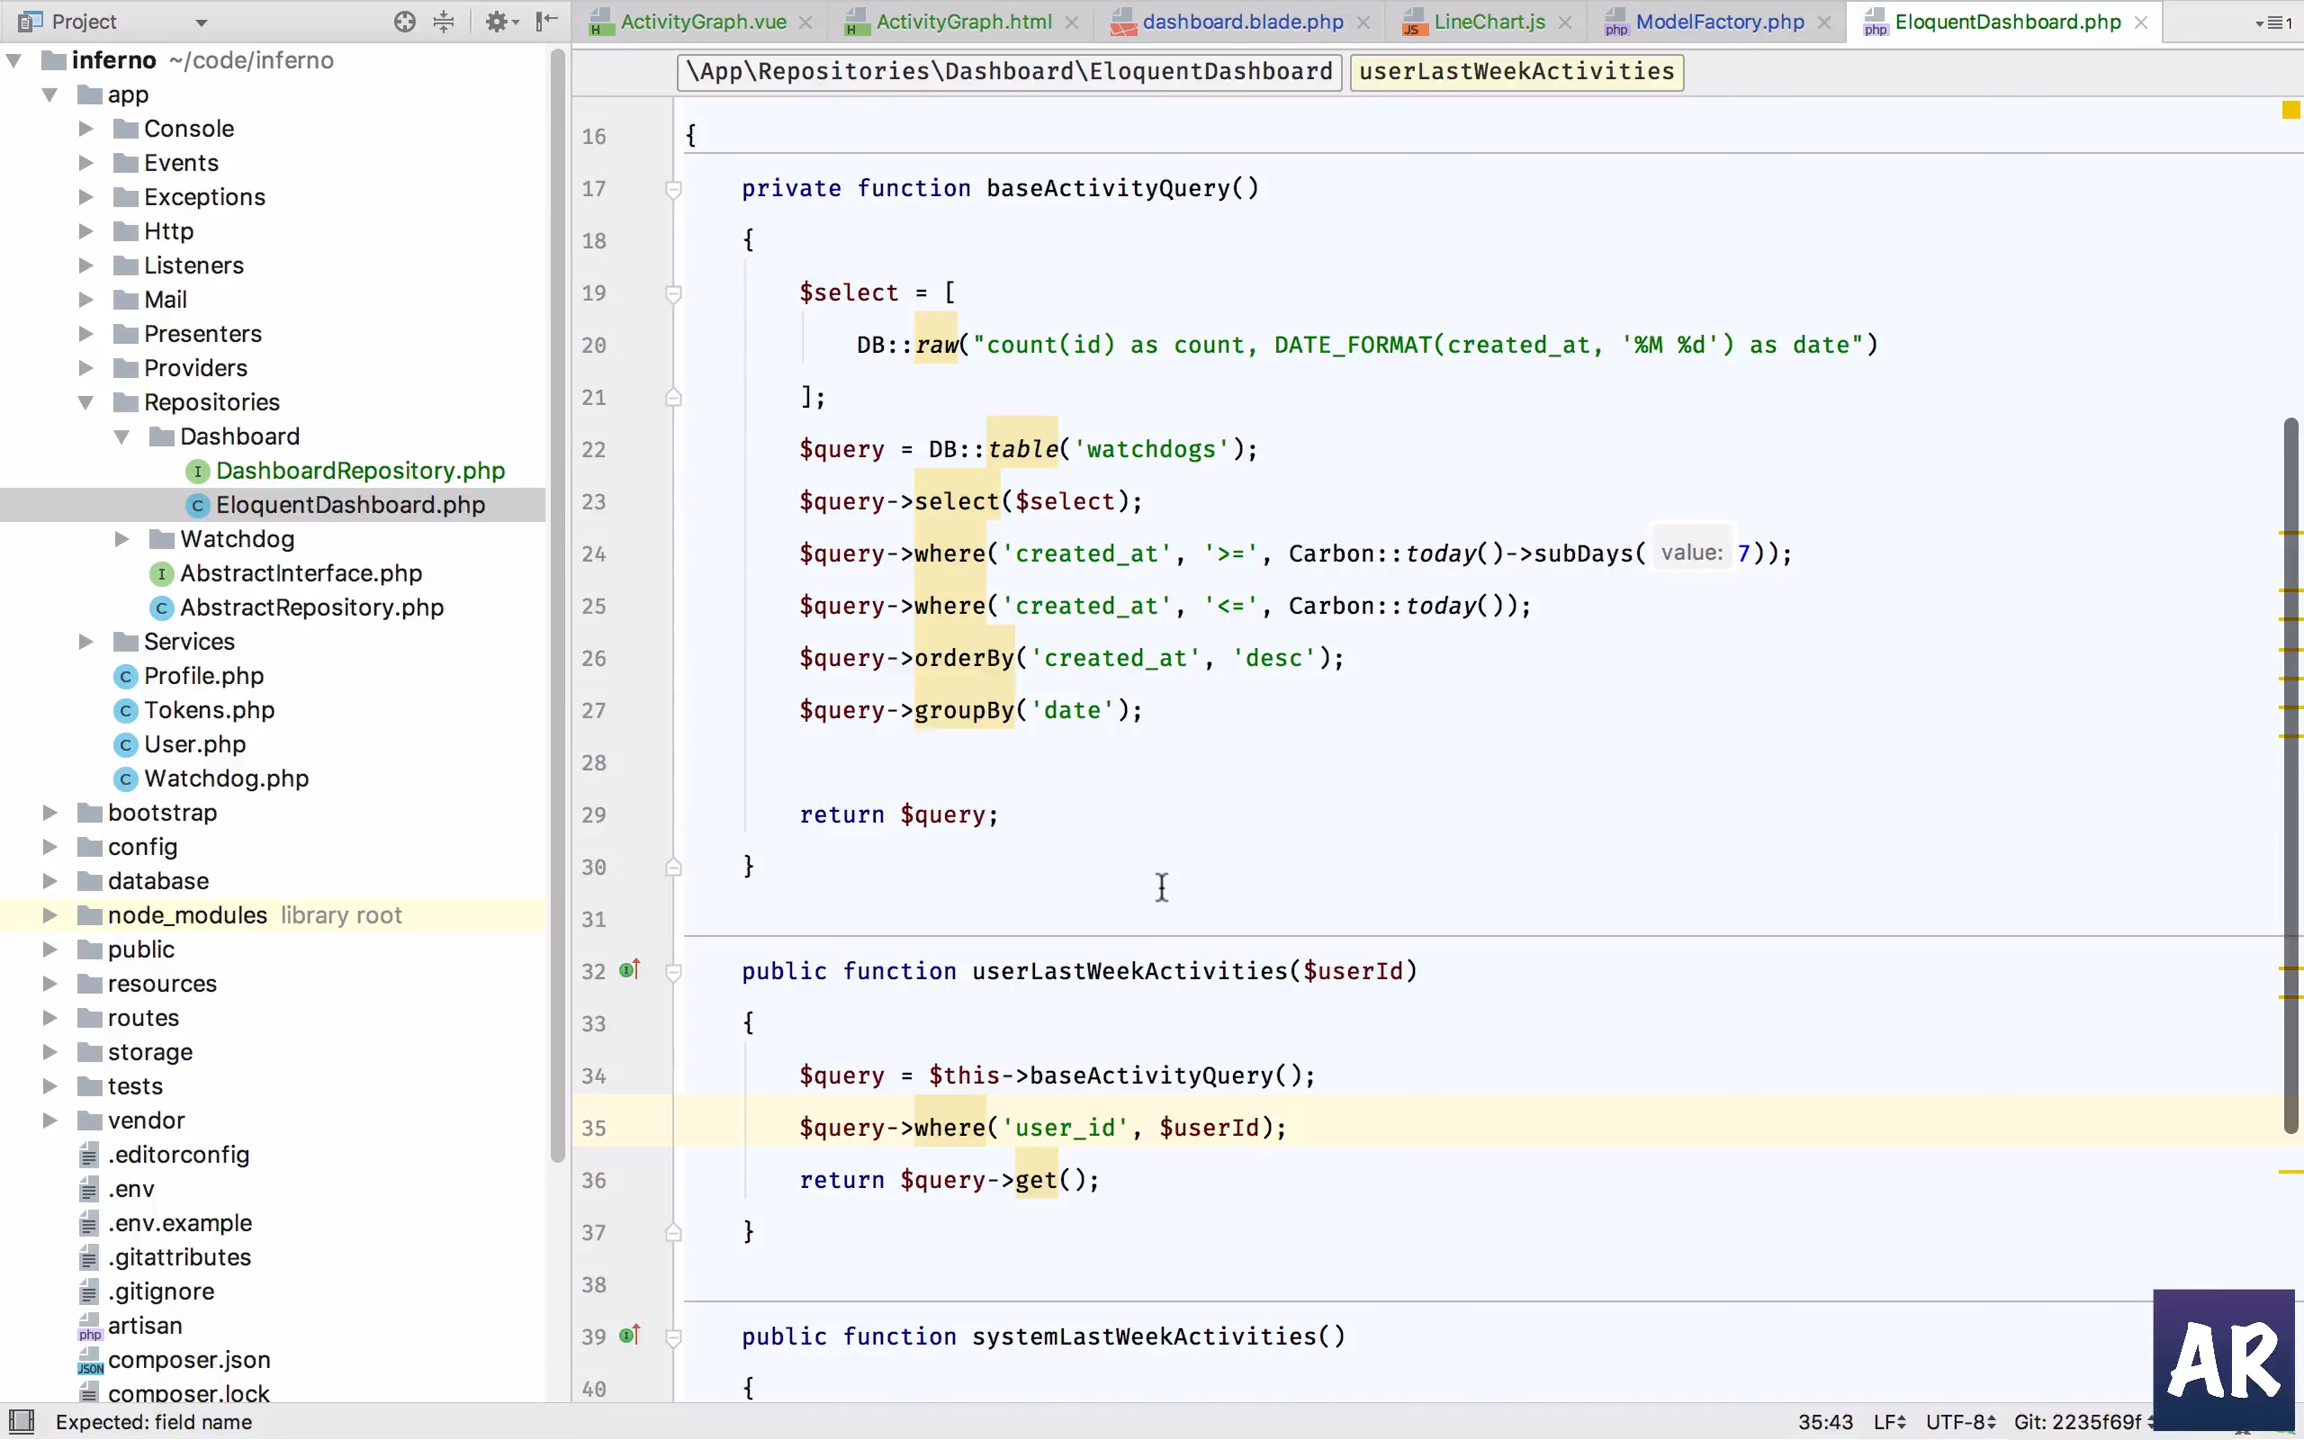 Project
ActivityGraph.vue
ActivityGraph.html
dashboard.blade.php
LineChart.js
ModelFactory.php
EloquentDashboard.php
1
inferno ~/code/inferno
app
Console
Events
Exceptions
Http
Listeners
Mail
Presenters
Providers
Repositories
Dashboard
DashboardRepository.php
EloquentDashboard.php
Watchdog
AbstractInterface.php
AbstractRepository.php
Services
Profile.php
Tokens.php
User.php
Watchdog.php
bootstrap
config
database
node_modules library root
public
resources
routes
storage
tests
vendor
.editorconfig
.env
.env.example
.gitattributes
.gitignore
artisan
composer.json
composer.lock
\App\Repositories\Dashboard\EloquentDashboard userLastWeekActivities
16 {
17 private function baseActivityQuery()
18 {
19 $select = [
20 DB::raw("count(id) as count, DATE_FORMAT(created_at, '%M %d') as date")
21 ];
22 $query = DB::table('watchdogs');
23 $query->select($select);
24 $query->where('created_at', '>=', Carbon::today()->subDays( value: 7));
25 $query->where('created_at', '<=', Carbon::today());
26 $query->orderBy('created_at', 'desc');
27 $query->groupBy('date');
28
29 return $query;
30 }
31
32 public function userLastWeekActivities($userId)
33 {
34 $query = $this->baseActivityQuery();
35 $query->where('user_id', $userId);
36 return $query->get();
37 }
38
39 public function systemLastWeekActivities()
40 {
AR
Expected: field name
35:43 LF UTF-8 Git: 2235f69f